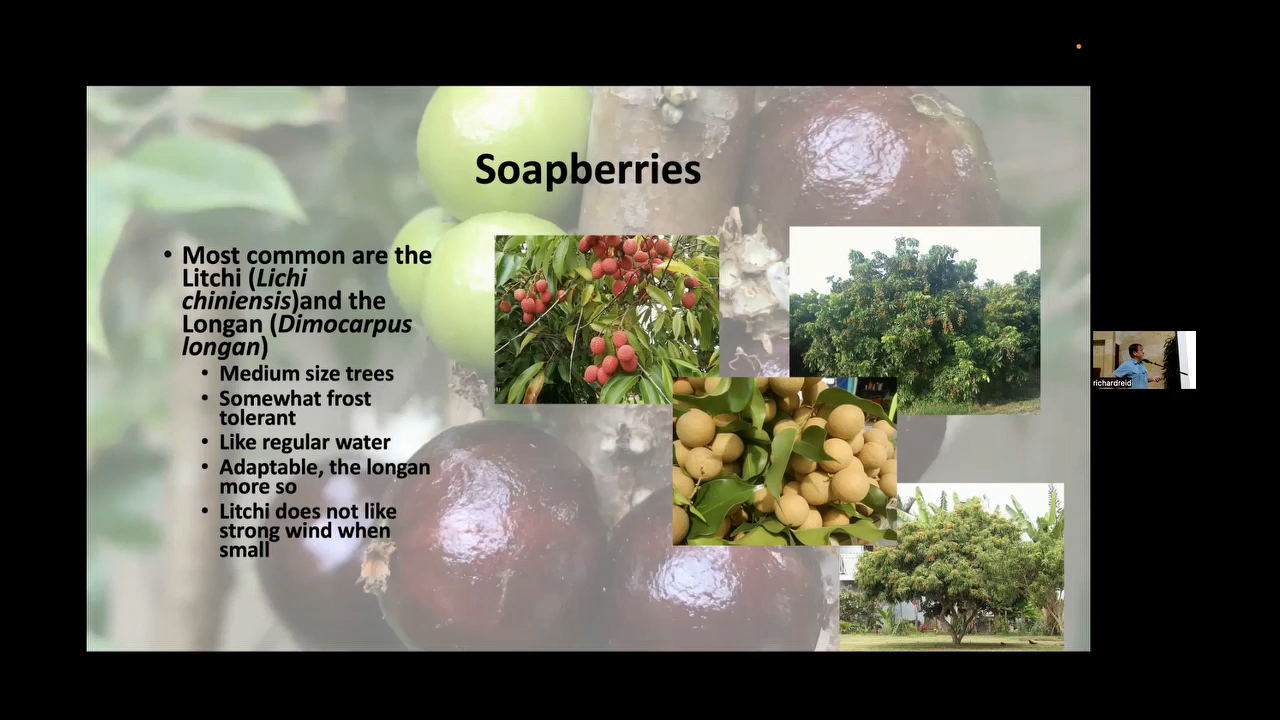 Soapberries
• Most common are the
Litchi (Lichi
chiniensis)and the
Longan (Dimocarpus
longan)
• Medium size trees
• Somewhat frost
tolerant
• Like regular water
• Adaptable, the longan
more so
• Litchi does not like
strong wind when
small
richardreid